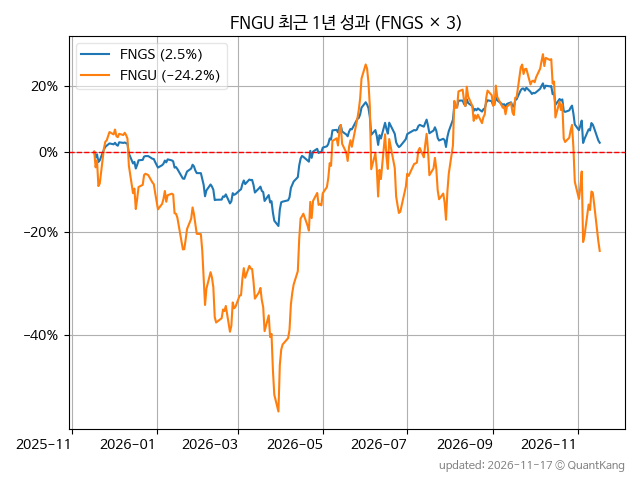 FNGU 최근 1년 성과 (FNGS × 3)
FNGS (2.5%)
FNGU (−24.2%)
20%
0%
−20%
−40%
2025−11 2026−01 2026−03 2026−05 2026−07 2026−09 2026−11
updated: 2026-11-17 © QuantKang